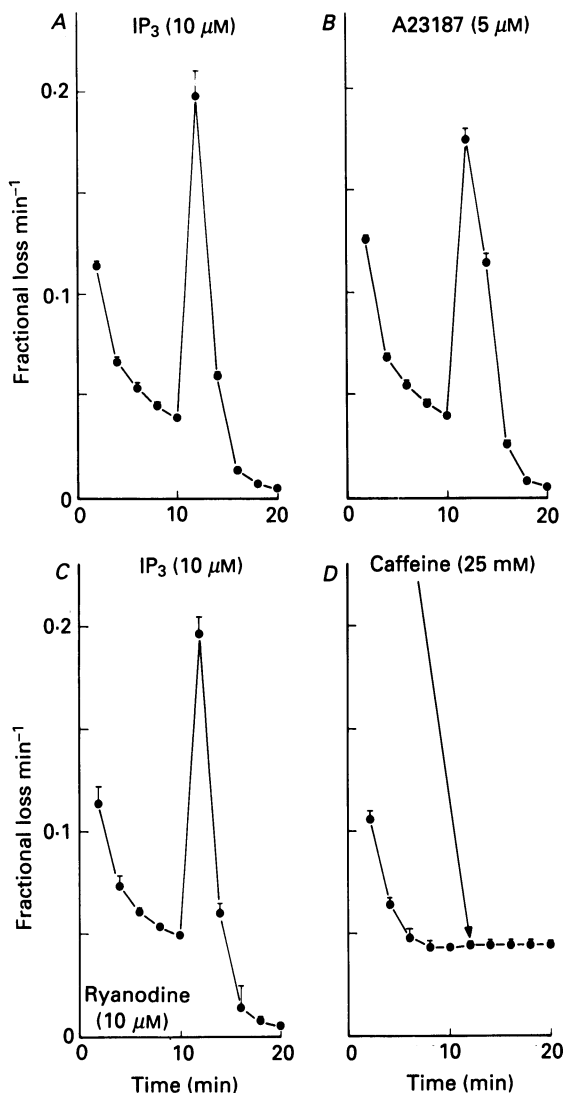 A
IP₃ (10 μM)
Fractional loss min⁻¹
0·2
0·1
0
0
10
20
B
A23187 (5 μM)
0
10
20
C
IP₃ (10 μM)
Fractional loss min⁻¹
0·2
0·1
0
Ryanodine
(10 μM)
0
10
20
Time (min)
D
Caffeine (25 mM)
0
10
20
Time (min)